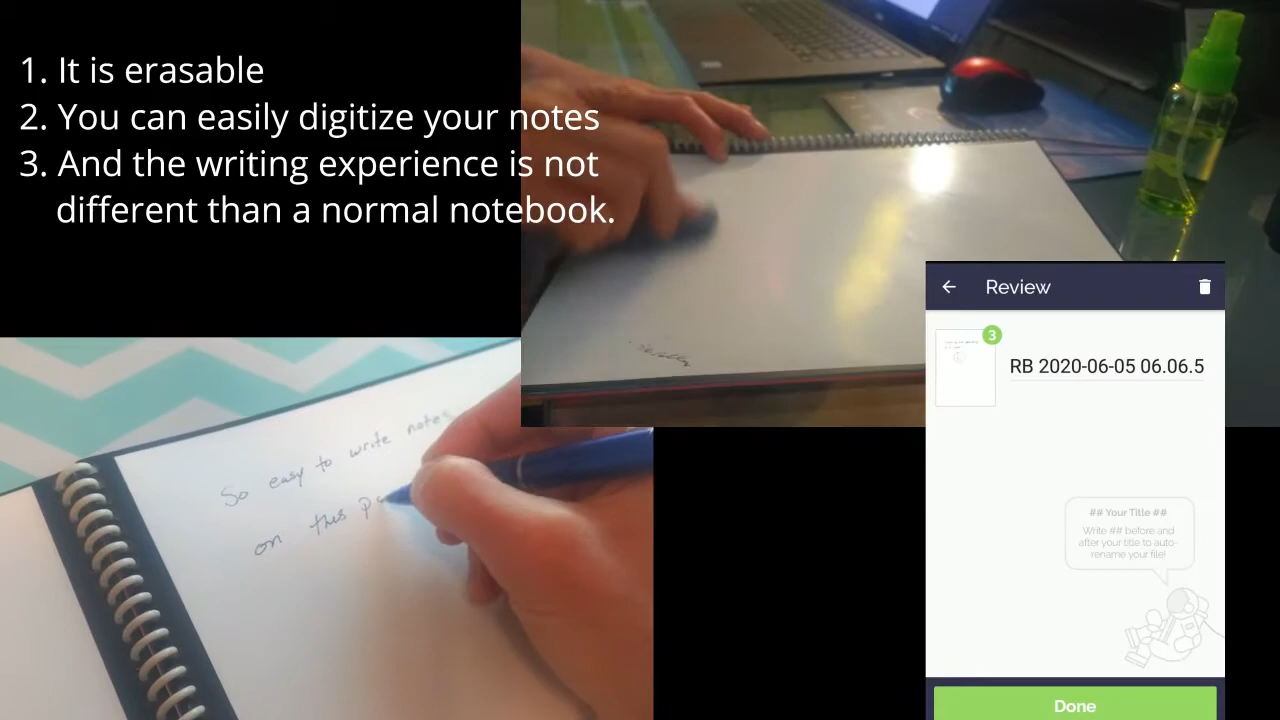 1. It is erasable
2. You can easily digitize your notes
3. And the writing experience is not
different than a normal notebook.
Review
3
RB 2020-06-05 06.06.5
## Your Title ##
Write ## before and
after your title to auto-
rename your file!
Done
So easy to write notes
on this